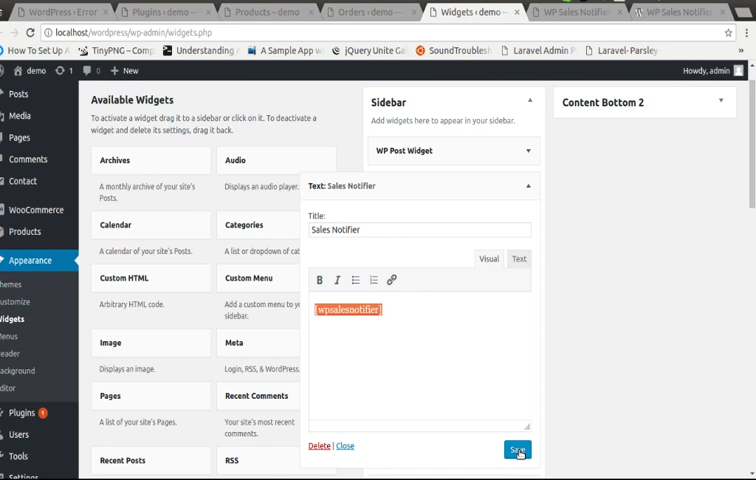 WordPress › Error
Plugins ‹ demo
Products ‹ demo
Orders ‹ demo
Widgets ‹ demo
WP Sales Notifier
WP Sales Notifier
localhost/wordpress/wp-admin/widgets.php
How To Set Up
TinyPNG – Comp
Understanding
A Sample App w
jQuery Unite Ga
SoundTroublesh
Laravel Admin P
Laravel- Parsley
demo
1
0
+ New
Howdy, admin
Posts
Media
Pages
Comments
Contact
WooCommerce
Products
Appearance
hemes
ustomize
idgets
enus
eader
ackground
ditor
Plugins 1
Users
Tools
Settings
Available Widgets
To activate a widget drag it to a sidebar or click on it. To deactivate a
widget and delete its settings, drag it back.
Archives
A monthly archive of your site's
Posts.
Audio
Displays an audio player.
Calendar
A calendar of your site's Posts.
Categories
A list or dropdown of cat
Custom HTML
Arbitrary HTML code.
Custom Menu
Add a custom menu to yo
sidebar.
Image
Displays an image.
Meta
Login, RSS, & WordPress.
Pages
A list of your site's Pages.
Recent Comments
Your site's most recent
comments.
Recent Posts
RSS
Sidebar
Add widgets here to appear in your sidebar.
WP Post Widget
Text: Sales Notifier
Title:
Sales Notifier
Visual
Text
B I
[wpsalesnotifier]
Delete | Close
Save
Content Bottom 2